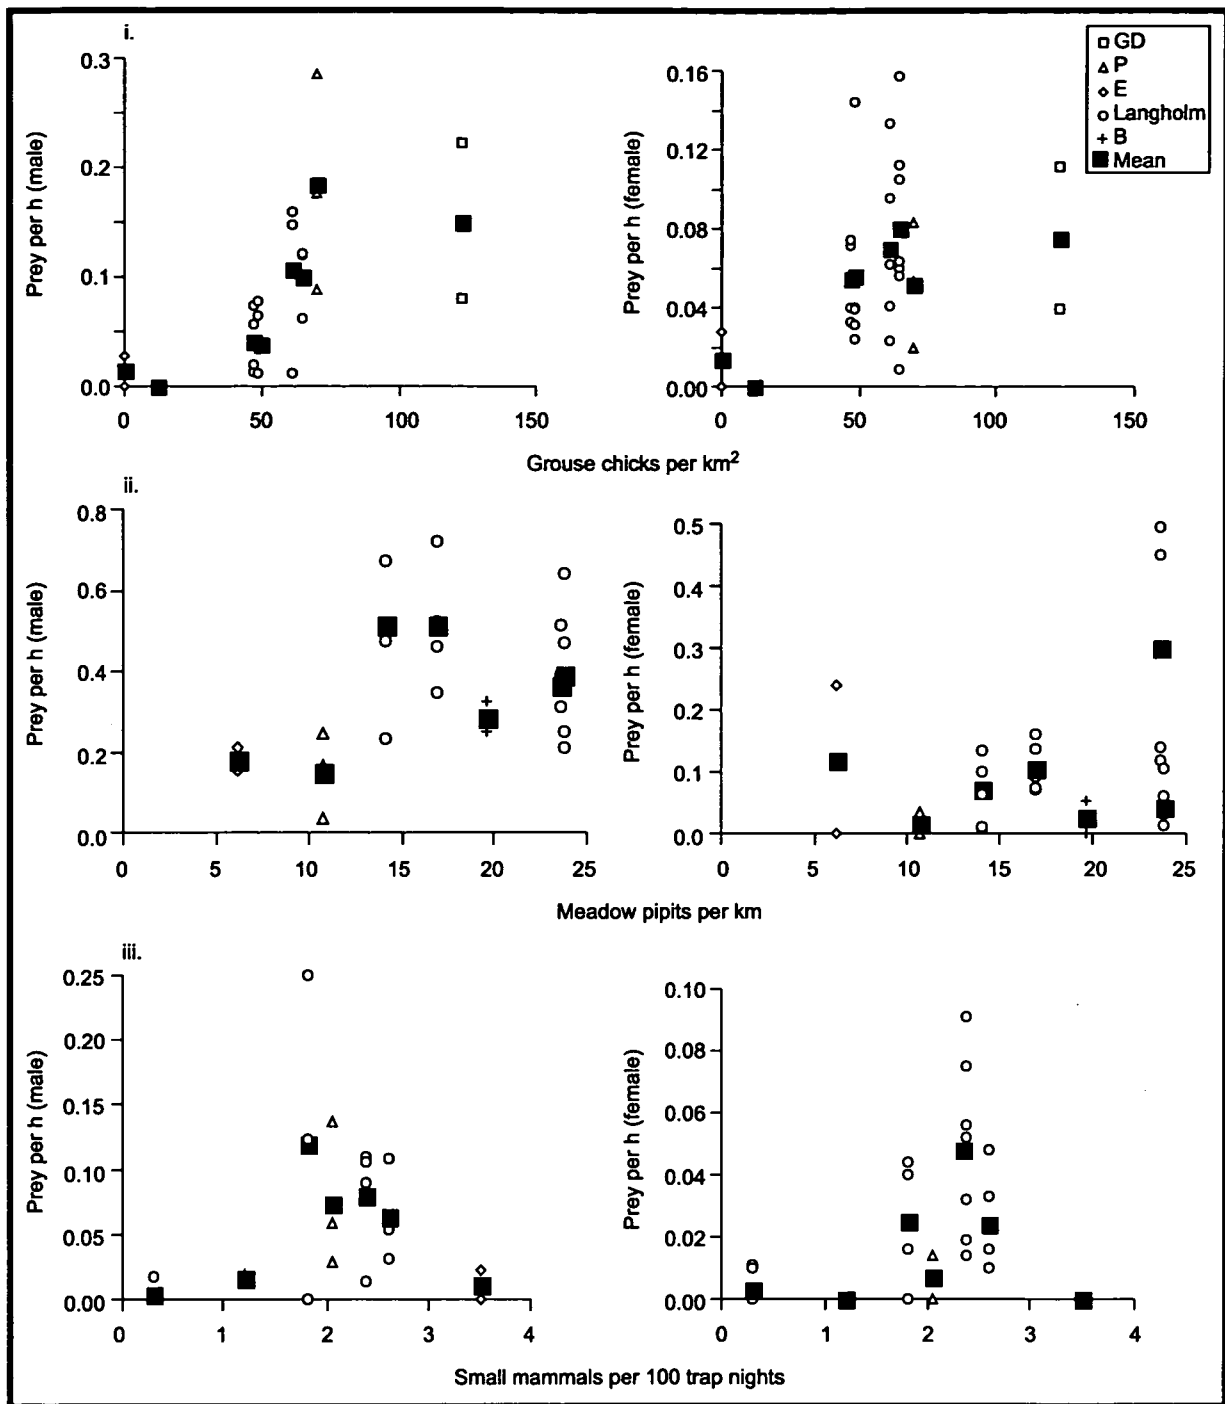 i.
GD
P
E
Langholm
B
Mean
Prey per h (male)
0.3
0.2
0.1
0.0
0 50 100 150
Prey per h (female)
0.16
0.12
0.08
0.04
0.00
0 50 100 150
Grouse chicks per km²
ii.
Prey per h (male)
0.8
0.6
0.4
0.2
0.0
0 5 10 15 20 25
Prey per h (female)
0.5
0.4
0.3
0.2
0.1
0.0
0 5 10 15 20 25
Meadow pipits per km
iii.
Prey per h (male)
0.25
0.20
0.15
0.10
0.05
0.00
0 1 2 3 4
Prey per h (female)
0.10
0.08
0.06
0.04
0.02
0.00
0 1 2 3 4
Small mammals per 100 trap nights